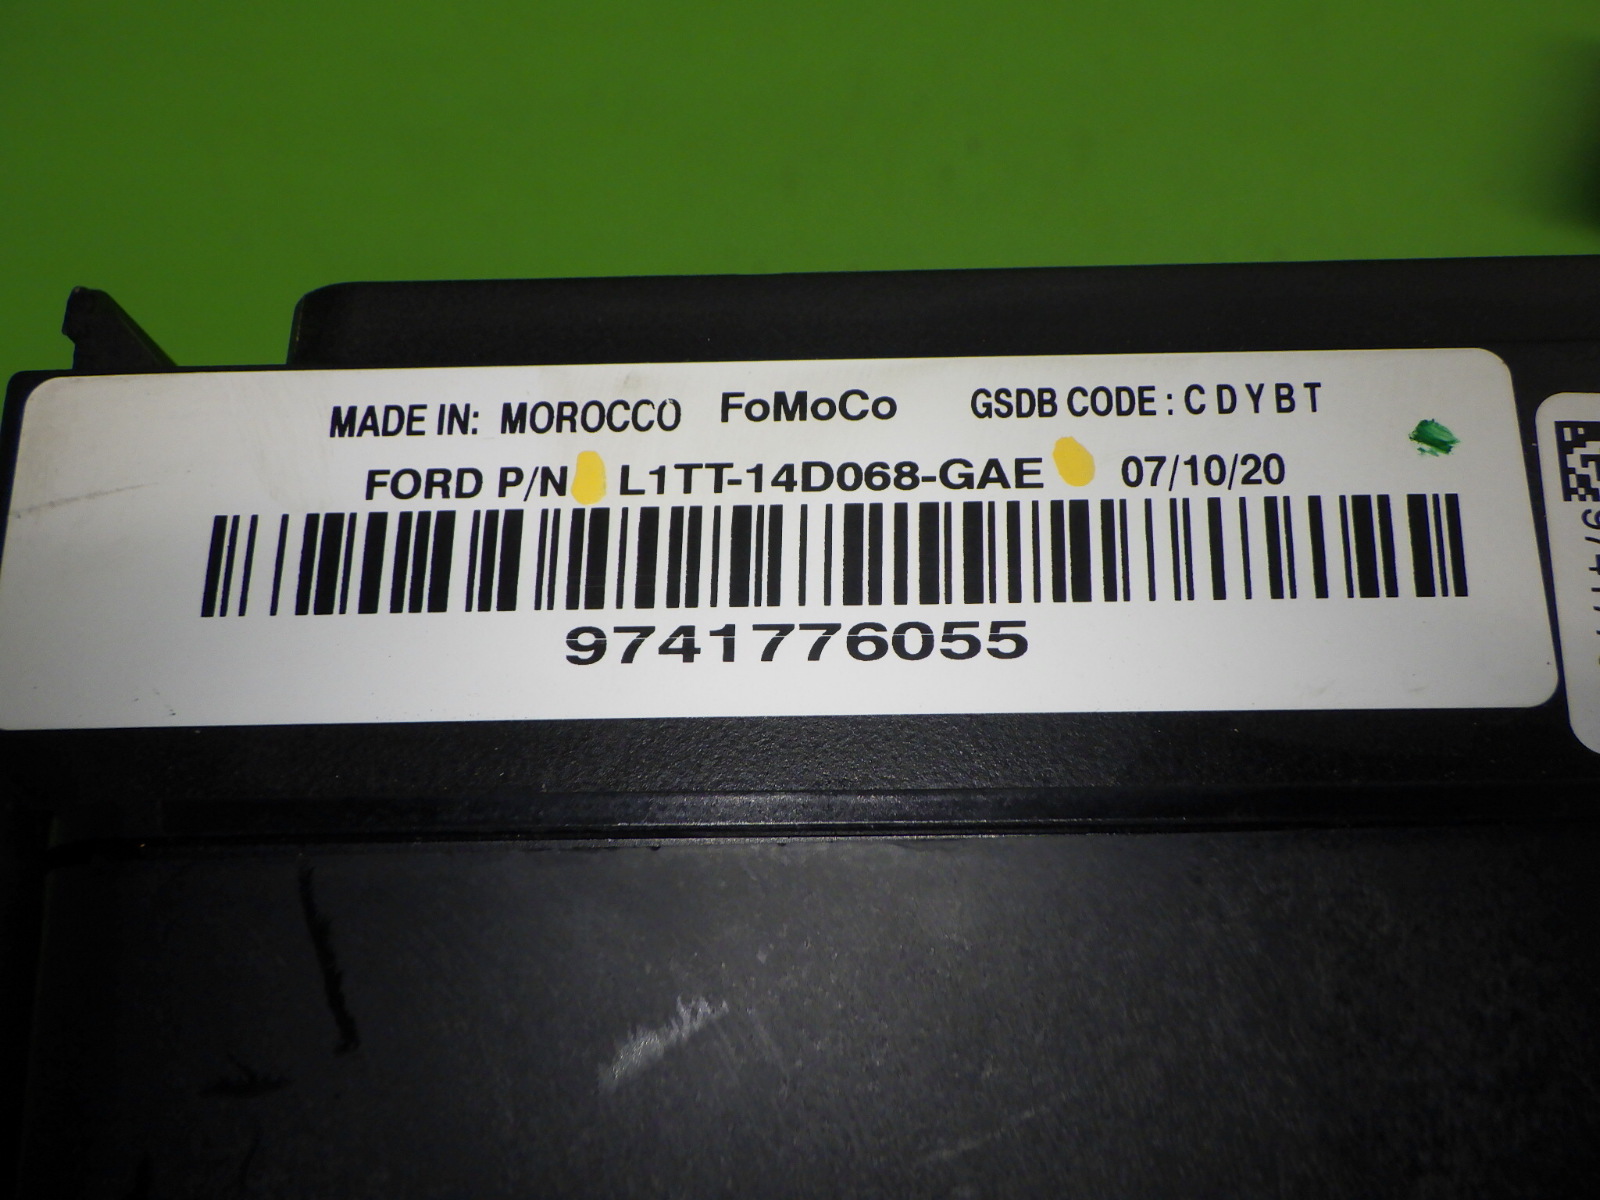 MADE IN: MOROCCO FoMoCo GSDB CODE : C D Y B T
FORD P/N L1TT-14D068-GAE 07/10/20
9741776055